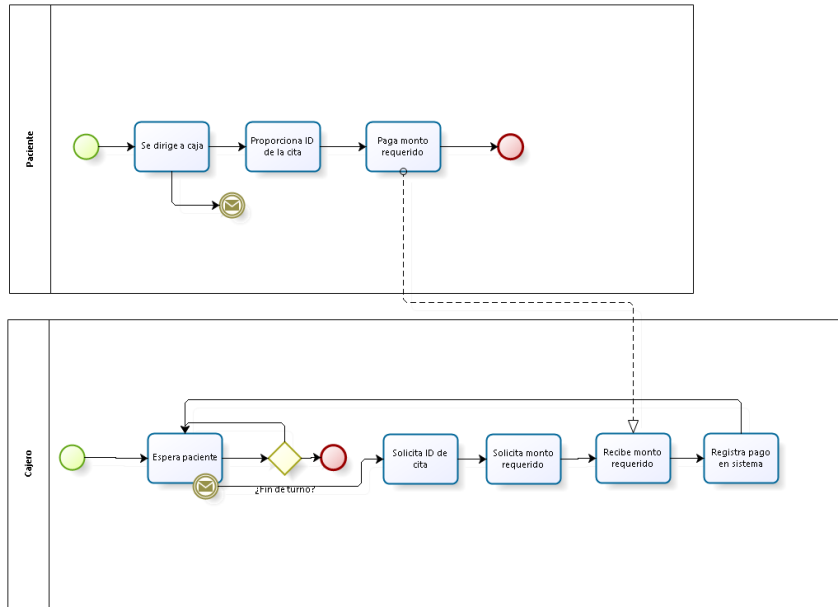 Paciente
Se dirige a caja
Proporciona ID
de la cita
Paga monto
requerido
Cajero
Espera paciente
¿Fin de turno?
Solicita ID de
cita
Solicita monto
requerido
Recibe monto
requerido
Registra pago
en sistema